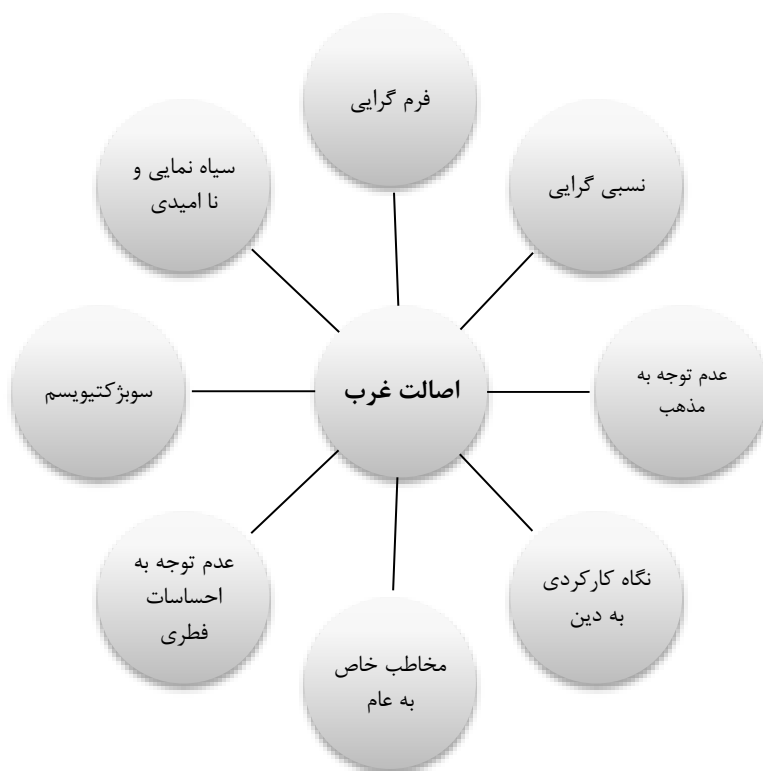 فرم گرایی
نسبی گرایی
عدم توجه به
مذهب
نگاه کارکردی
به دین
مخاطب خاص
به عام
عدم توجه به
احساسات
فطری
سوبژکتیویسم
سیاه نمایی و
نا امیدی
اصالت غرب